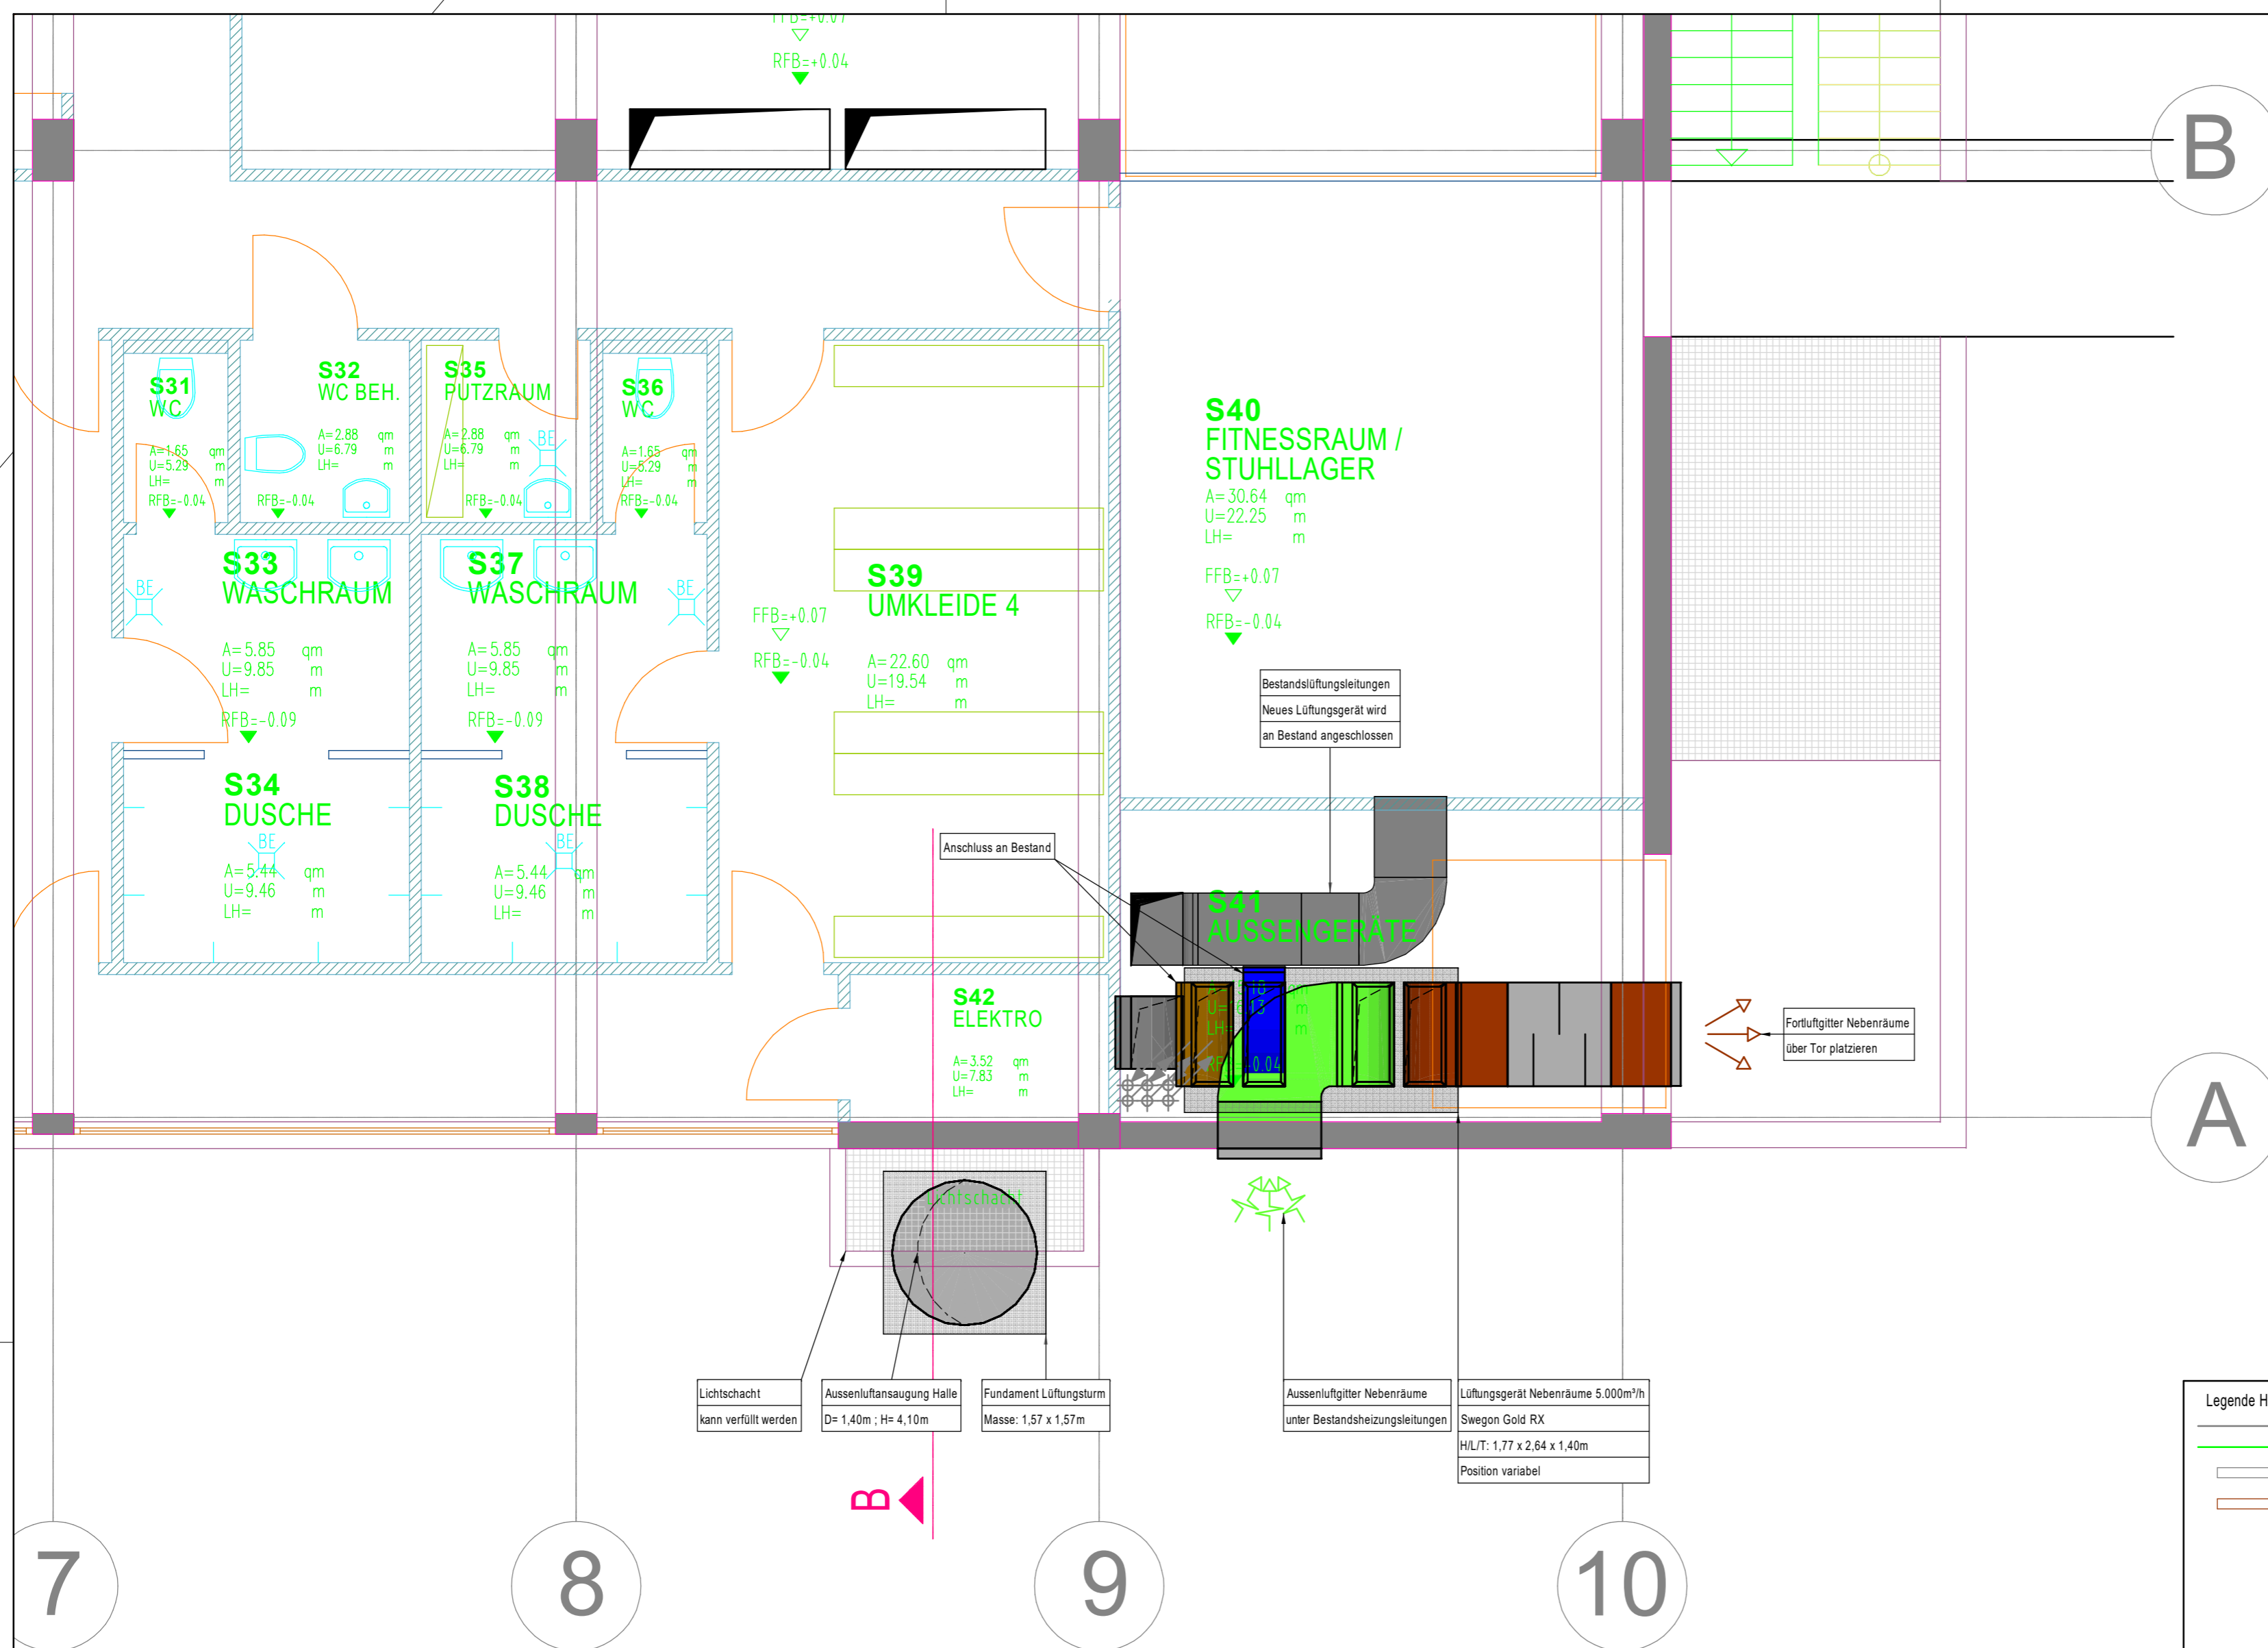 FFB=+0.07
RFB=+0.04
B
S31
WC
A=1.65 qm
U=5.29 m
LH= m
RFB=-0.04
S32
WC BEH.
A=2.88 qm
U=6.79 m
LH= m
RFB=-0.04
S35
PUTZRAUM
A=2.88 qm
U=6.79 m
LH= m
RFB=-0.04
BE
S36
WC
A=1.65 qm
U=5.29 m
LH= m
RFB=-0.04
S40
FITNESSRAUM /
STUHLLAGER
A=30.64 qm
U=22.25 m
LH= m
FFB=+0.07
RFB=-0.04
BE
S33
WASCHRAUM
A=5.85 qm
U=9.85 m
LH= m
RFB=-0.09
S37
WASCHRAUM
A=5.85 qm
U=9.85 m
LH= m
RFB=-0.09
BE
FFB=+0.07
RFB=-0.04
S39
UMKLEIDE 4
A=22.60 qm
U=19.54 m
LH= m
Bestandslüftungsleitungen
Neues Lüftungsgerät wird
an Bestand angeschlossen
S34
DUSCHE
BE
A=5.44 qm
U=9.46 m
LH= m
S38
DUSCHE
BE
A=5.44 qm
U=9.46 m
LH= m
Anschluss an Bestand
S41
AUSSENGERÄTE
qm
m
LH= m
S42
ELEKTRO
A=3.52 qm
U=7.83 m
LH= m
Fortluftgitter Nebenräume
über Tor platzieren
A
Lichtschacht
Lichtschacht
kann verfüllt werden
Aussenluftansaugung Halle
D= 1,40m ; H= 4,10m
Fundament Lüftungsturm
Masse: 1,57 x 1,57m
Aussenluftgitter Nebenräume
unter Bestandsheizungsleitungen
Lüftungsgerät Nebenräume 5.000m³/h
Swegon Gold RX
H/L/T: 1,77 x 2,64 x 1,40m
Position variabel
Legende H
B
7
8
9
10